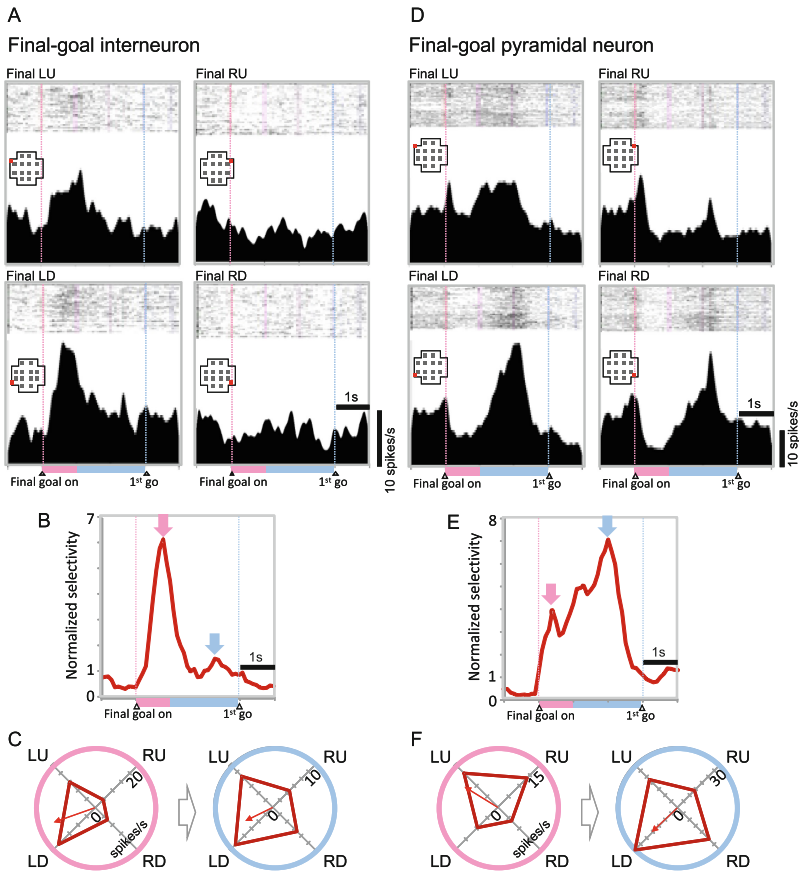 A
Final-goal interneuron
Final LU
Final RU
Final LD
Final RD
1s
10 spikes/s
Final goal on
1st go
Final goal on
1st go
B
7
1
0
Normalized selectivity
1s
Final goal on
1st go
C
LU
RU
LD
RD
20
0
spikes/s
LU
RU
LD
RD
10
0
D
Final-goal pyramidal neuron
Final LU
Final RU
Final LD
Final RD
1s
10 spikes/s
Final goal on
1st go
Final goal on
1st go
E
8
1
0
Normalized selectivity
1s
Final goal on
1st go
F
LU
RU
LD
RD
15
0
spikes/s
LU
RU
LD
RD
30
0